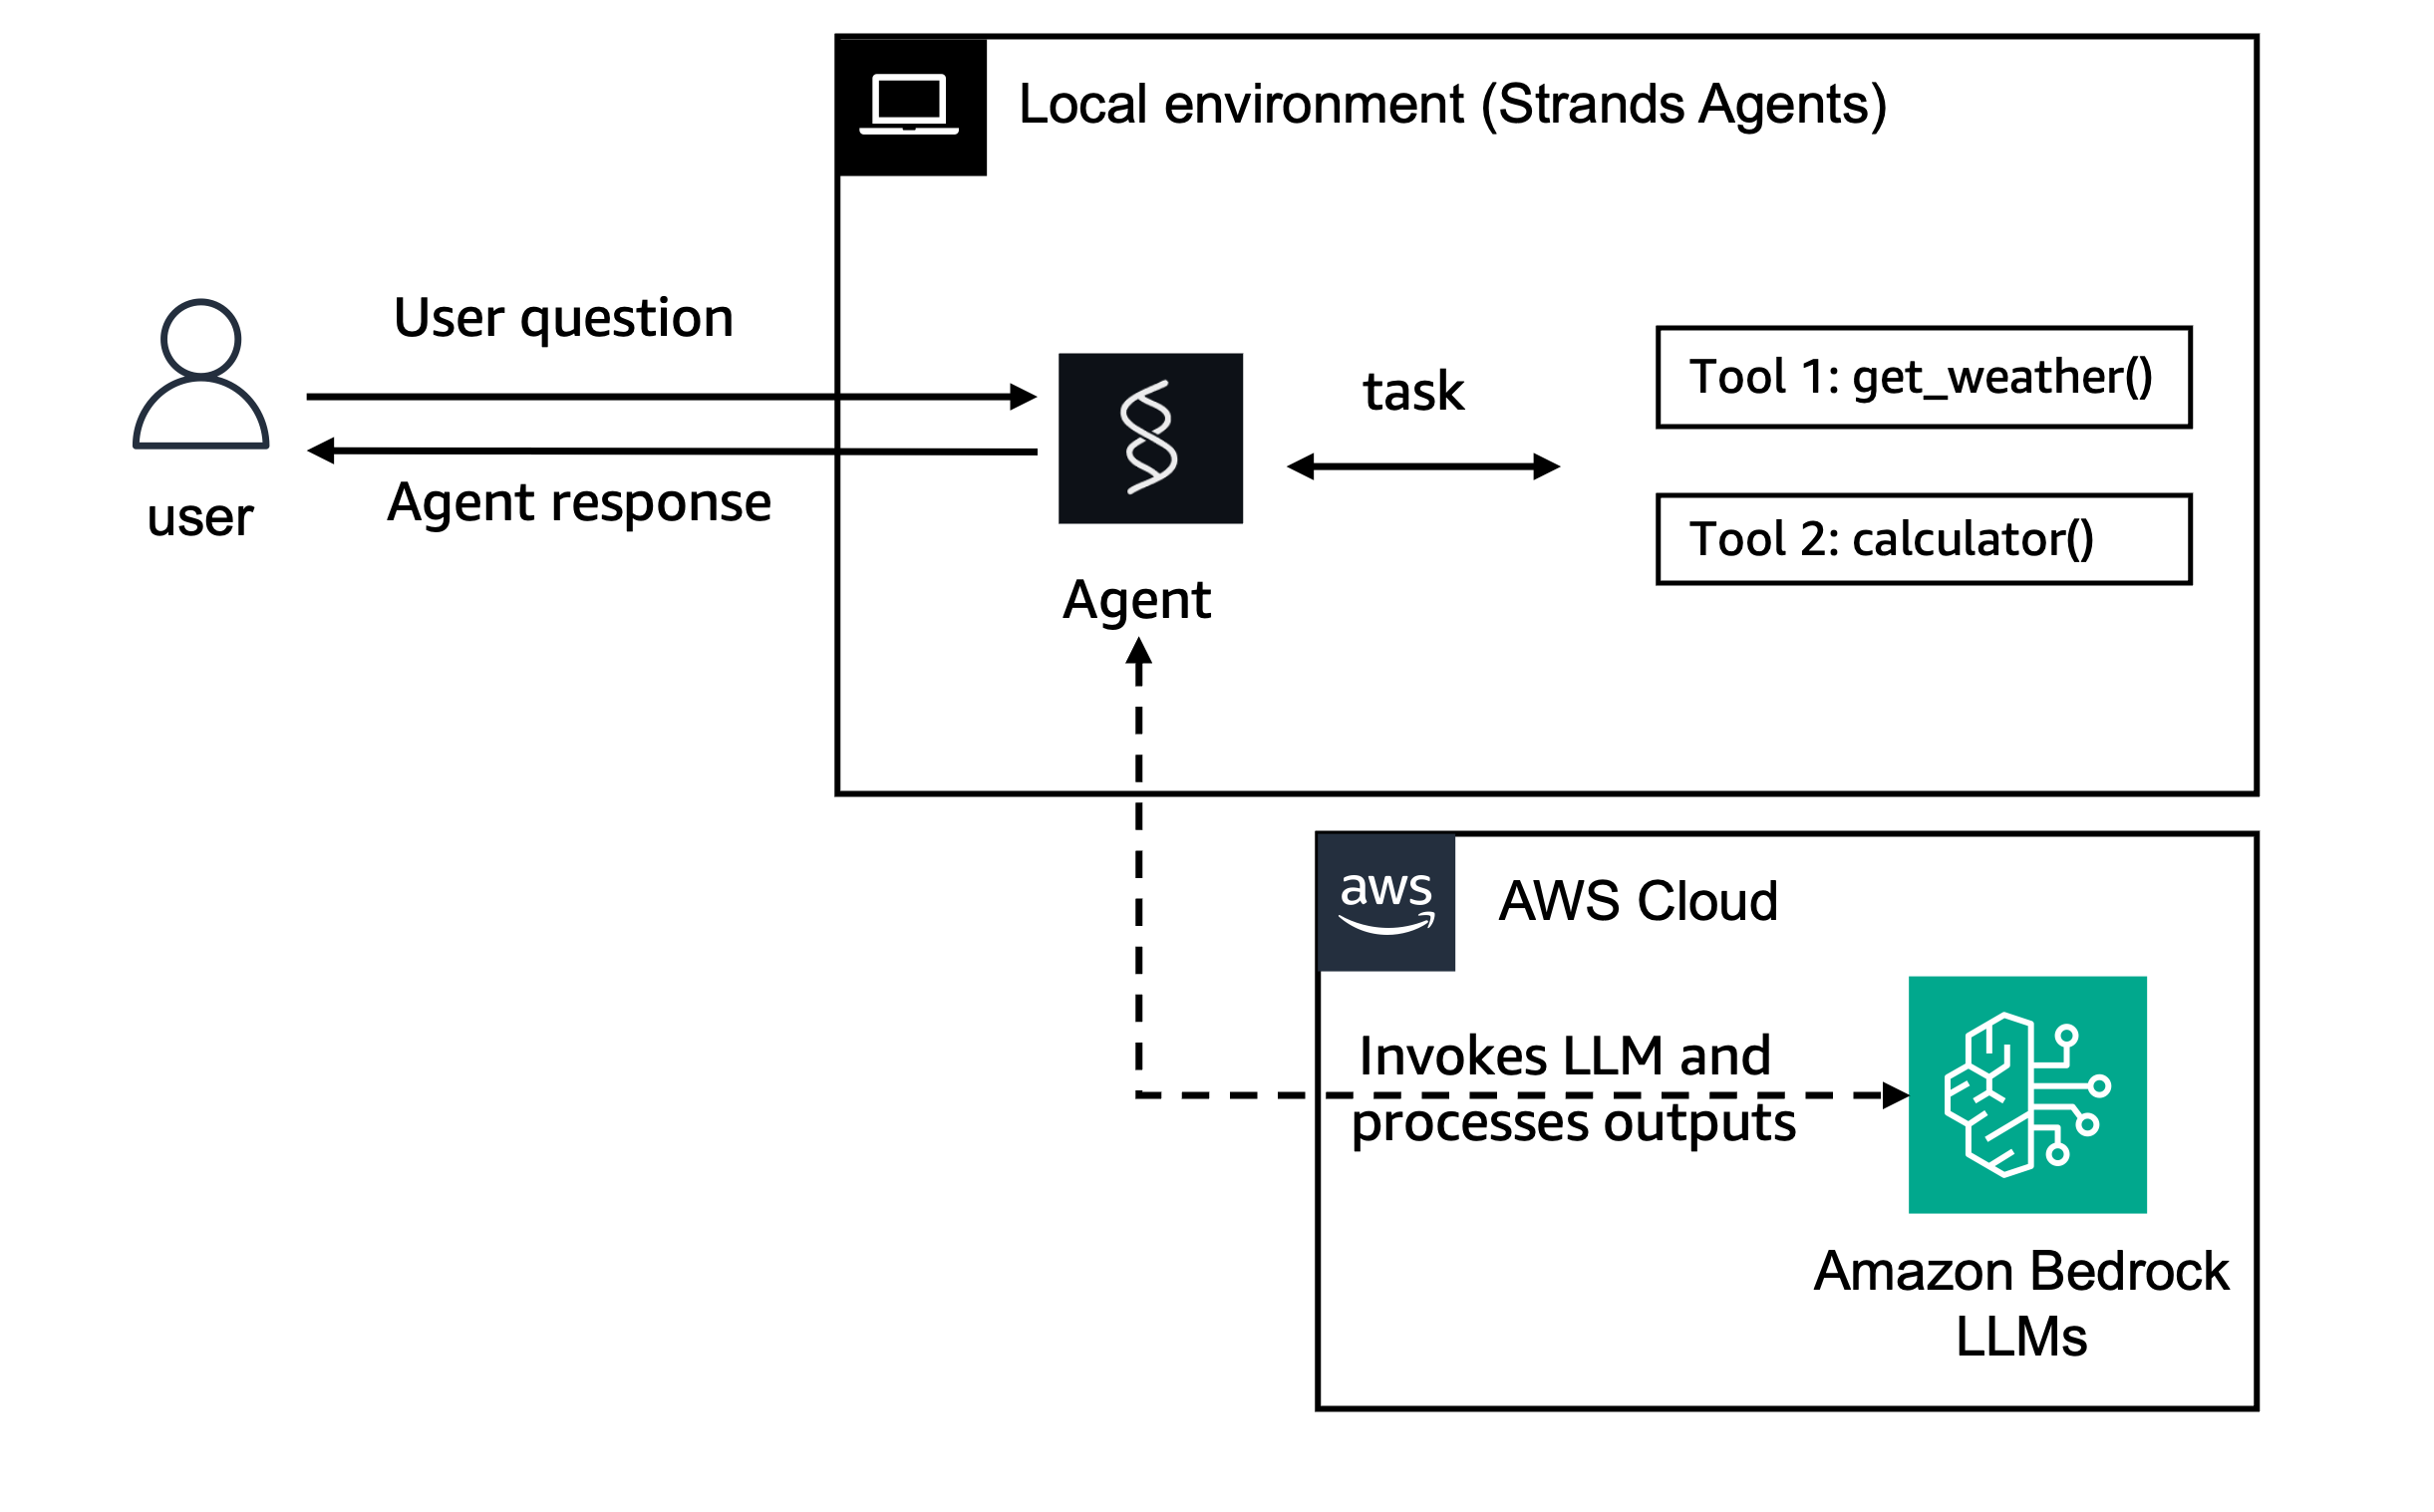 Local environment (Strands Agents)
User question
Agent response
user
Agent
task
Tool 1: get_weather()
Tool 2: calculator()
aws
AWS Cloud
Invokes LLM and
processes outputs
Amazon Bedrock
LLMs